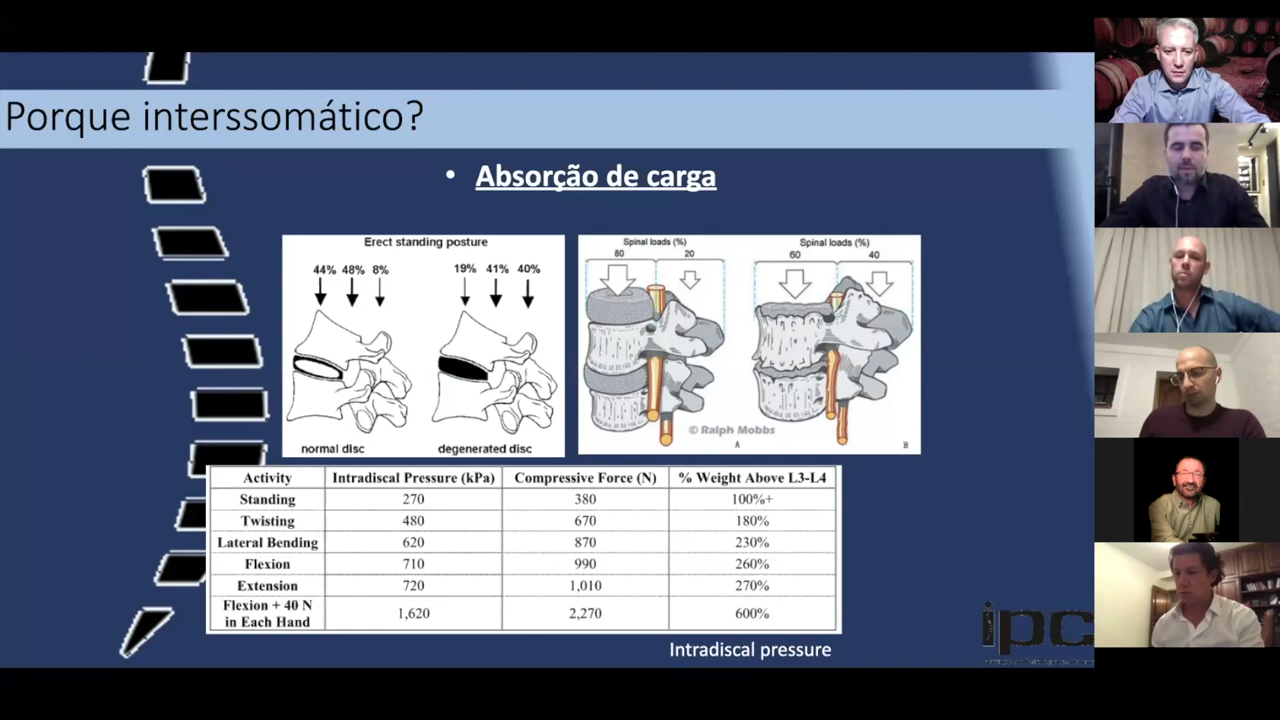 Porque interssomático?
• Absorção de carga
Erect standing posture
44% 48% 8%
19% 41% 40%
normal disc
degenerated disc
Spinal loads (%)
80 20
Spinal loads (%)
60 40
© Ralph Mobbs
A
B
Activity Intradiscal Pressure (kPa) Compressive Force (N) % Weight Above L3-L4
Standing 270 380 100%+
Twisting 480 670 180%
Lateral Bending 620 870 230%
Flexion 710 990 260%
Extension 720 1,010 270%
Flexion + 40 N
in Each Hand 1,620 2,270 600%
Intradiscal pressure
ipc